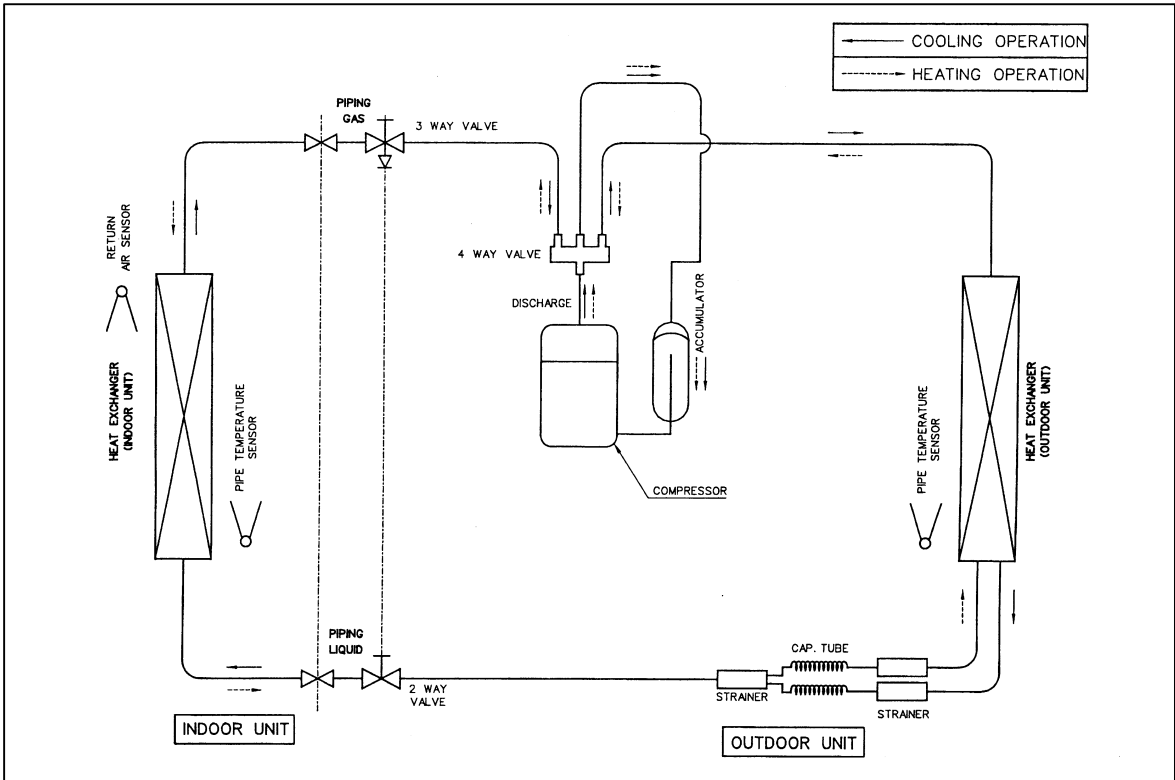 COOLING OPERATION
HEATING OPERATION
PIPING
GAS
3 WAY VALVE
RETURN
AIR SENSOR
4 WAY VALVE
DISCHARGE
ACCUMULATOR
HEAT EXCHANGER
(INDOOR UNIT)
PIPE TEMPERATURE
SENSOR
COMPRESSOR
PIPE TEMPERATURE
SENSOR
HEAT EXCHANGER
(OUTDOOR UNIT)
PIPING
LIQUID
2 WAY
VALVE
CAP. TUBE
STRAINER
STRAINER
INDOOR UNIT
OUTDOOR UNIT